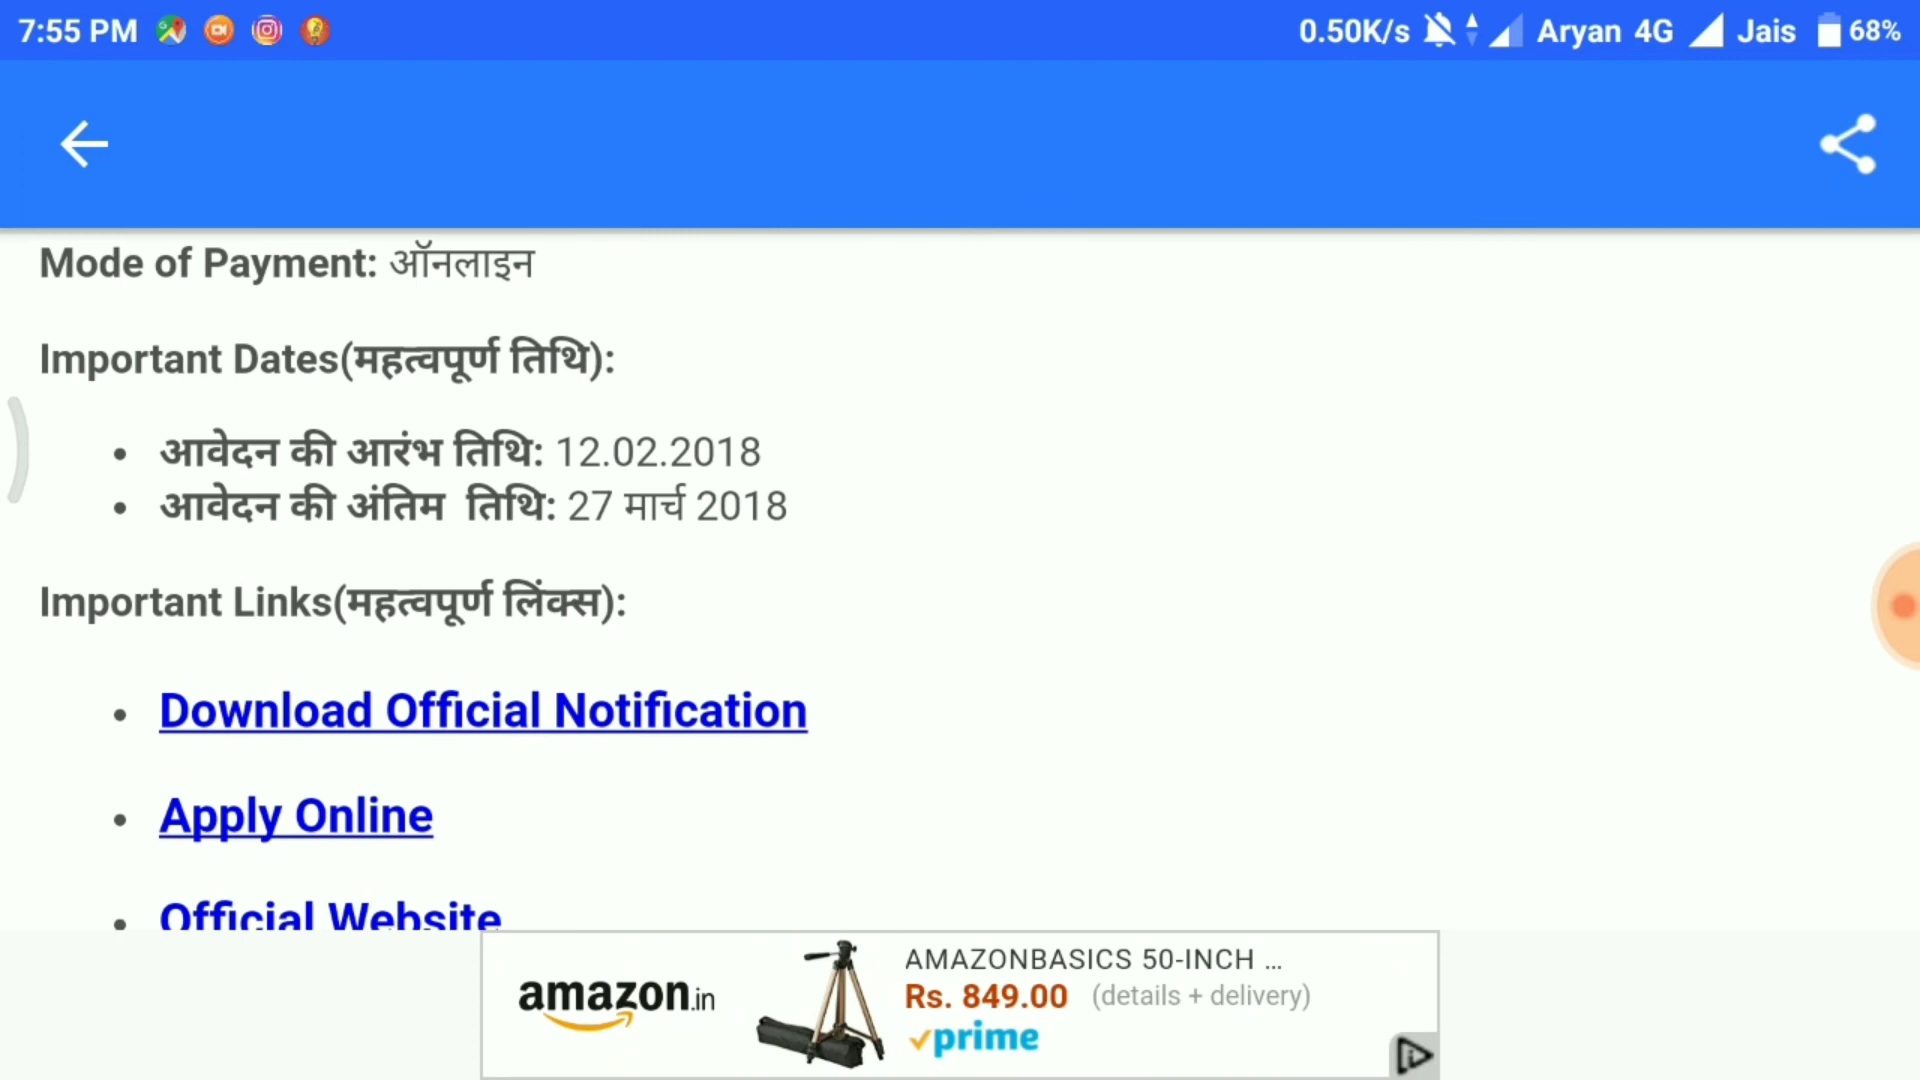 7:55 PM 0.50K/s Aryan 4G Jais 68%
Mode of Payment: ऑनलाइन
Important Dates(महत्वपूर्ण तिथि):
• आवेदन की आरंभ तिथि: 12.02.2018
• आवेदन की अंतिम तिथि: 27 मार्च 2018
Important Links(महत्वपूर्ण लिंक्स):
• Download Official Notification
• Apply Online
• Official Website
amazon.in
AMAZONBASICS 50-INCH ...
Rs. 849.00 (details + delivery)
prime